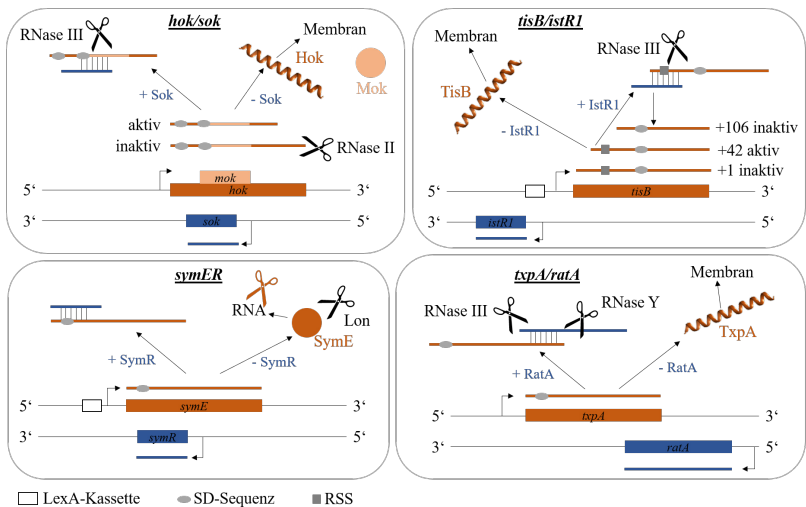 hok/sok
RNase III
Membran
Hok
Mok
+ Sok
- Sok
aktiv
inaktiv
RNase II
mok
hok
5‘
3‘
3‘
5‘
sok
tisB/istR1
Membran
RNase III
TisB
+ IstR1
- IstR1
+106 inaktiv
+42 aktiv
+1 inaktiv
5‘
3‘
tisB
3‘
5‘
istR1
symER
RNA
Lon
SymE
+ SymR
- SymR
5‘
symE
3‘
3‘
symR
5‘
txpA/ratA
Membran
RNase III
RNase Y
TxpA
+ RatA
- RatA
5‘
txpA
3‘
3‘
ratA
5‘
LexA-Kassette
SD-Sequenz
RSS